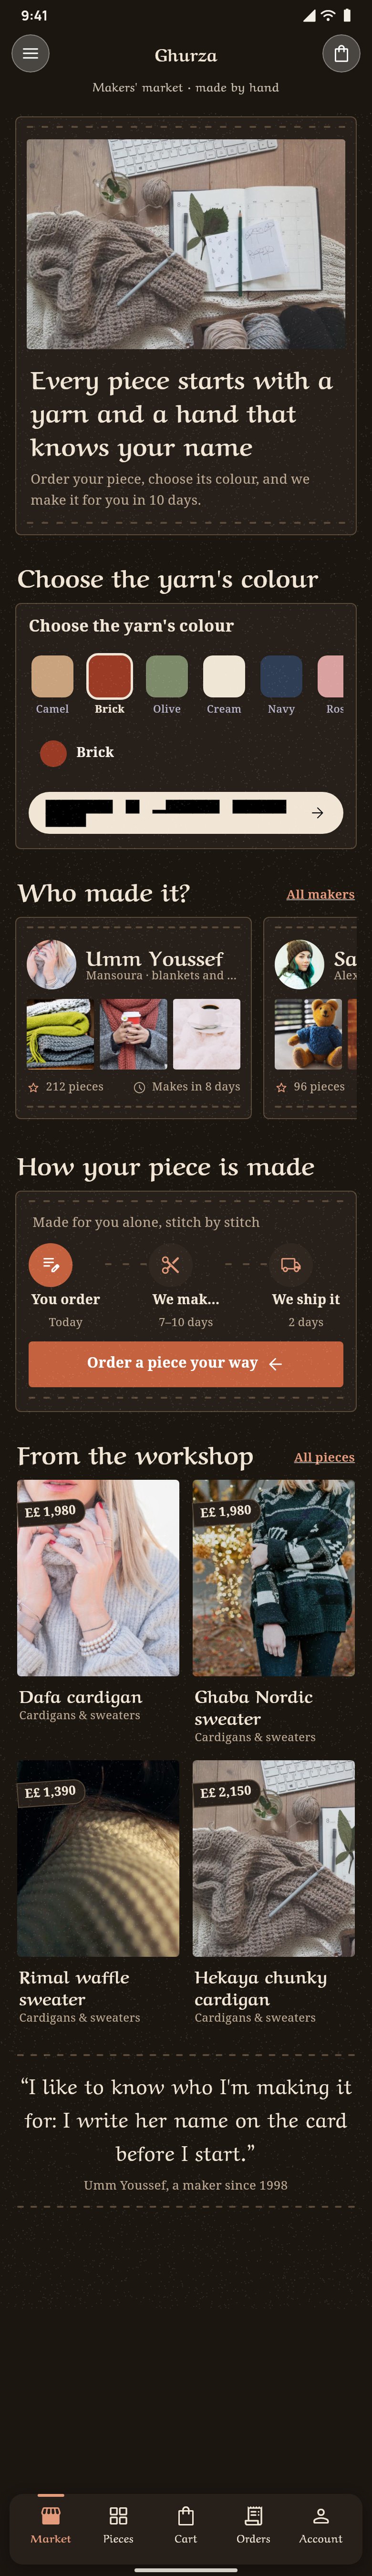 9:41
Ghurza
Makers' market · made by hand
Every piece starts with a
yarn and a hand that
knows your name
Order your piece, choose its colour, and we
make it for you in 10 days.
Choose the yarn's colour
Choose the yarn's colour
Camel
Brick
Olive
Cream
Navy
Ros
Brick
Who made it?
All makers
Umm Youssef
Mansoura · blankets and ...
212 pieces
Makes in 8 days
Sa
Alex
96 pieces
How your piece is made
Made for you alone, stitch by stitch
You order
Today
We mak...
7–10 days
We ship it
2 days
Order a piece your way
From the workshop
All pieces
E£ 1,980
Dafa cardigan
Cardigans & sweaters
E£ 1,980
Ghaba Nordic
sweater
Cardigans & sweaters
E£ 1,390
Rimal waffle
sweater
Cardigans & sweaters
E£ 2,150
Hekaya chunky
cardigan
Cardigans & sweaters
“I like to know who I'm making it
for: I write her name on the card
before I start.”
Umm Youssef, a maker since 1998
Market
Pieces
Cart
Orders
Account